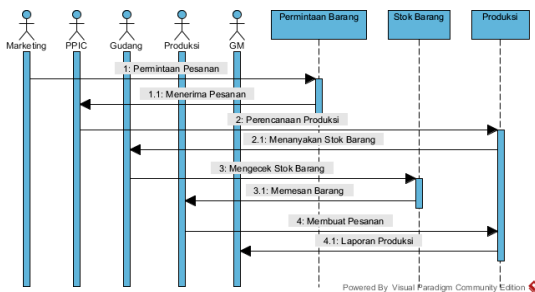 Permintaan Barang
Stok Barang
Produksi
Marketing
PPIC
Gudang
Produksi
GM
1: Permintaan Pesanan
1.1: Menerima Pesanan
2: Perencanaan Produksi
2.1: Menanyakan Stok Barang
3: Mengecek Stok Barang
3.1: Memesan Barang
4: Membuat Pesanan
4.1: Laporan Produksi
Powered By Visual Paradigm Community Edition